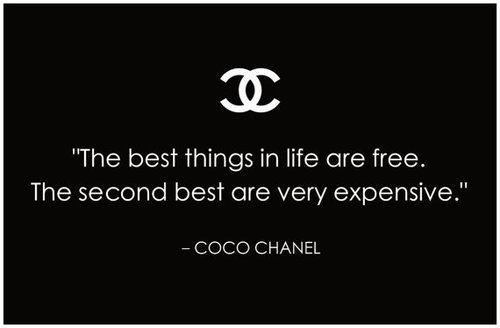 "The best things in life are free.
The second best are very expensive."
– COCO CHANEL